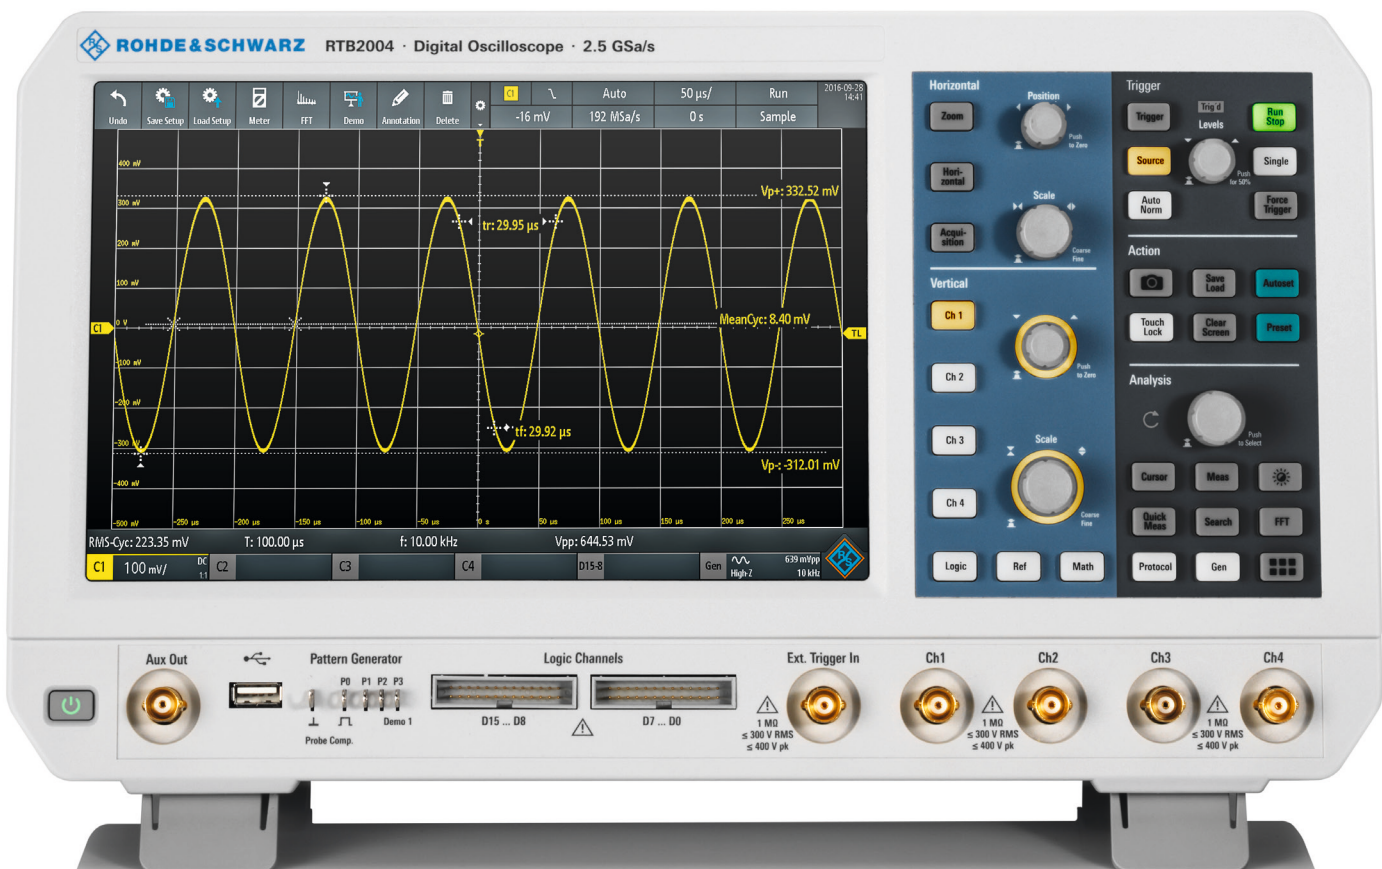 ROHDE&SCHWARZ RTB2004 · Digital Oscilloscope · 2.5 GSa/s
Undo Save Setup Load Setup Meter FFT Demo Annotation Delete
C1 Auto 50 µs/ Run
-16 mV 192 MSa/s 0 s Sample
2016-09-28
14:41
T
400 mV
Vp+: 332.52 mV
300 mV
tr: 29.95 µs
200 mV
100 mV
MeanCyc: 8.40 mV
C1 0 V TL
-100 mV
-200 mV
tf: 29.92 µs
-300 mV
Vp-: -312.01 mV
-400 mV
-500 mV -250 µs -200 µs -150 µs -100 µs -50 µs 0 s 50 µs 100 µs 150 µs 200 µs 250 µs
RMS-Cyc: 223.35 mV T: 100.00 µs f: 10.00 kHz Vpp: 644.53 mV
C1 100 mV/ DC 1:1 C2 C3 C4 D15-8 Gen High-Z 639 mVpp 10 kHz
R&S
Horizontal
Position
Zoom
Push
to Zero
Hori-
zontal
Scale
Acqui-
sition
Coarse
Fine
Vertical
Ch 1
Push
to Zero
Ch 2
Ch 3
Scale
Ch 4
Coarse
Fine
Logic Ref Math
Trigger
Trigger
Trig'd
Levels
Run
Stop
Source
Single
Push
for 50%
Auto
Norm
Force
Trigger
Action
Save
Load
Autoset
Touch
Lock
Clear
Screen
Preset
Analysis
Push
to Select
Cursor Meas
Quick
Meas
Search FFT
Protocol Gen
Aux Out
Pattern Generator
P0 P1 P2 P3
Demo 1
Probe Comp.
Logic Channels
D15 ... D8
D7 ... D0
Ext. Trigger In
1 MΩ
≤ 300 V RMS
≤ 400 V pk
Ch1
1 MΩ
≤ 300 V RMS
≤ 400 V pk
Ch2
Ch3
1 MΩ
≤ 300 V RMS
≤ 400 V pk
Ch4